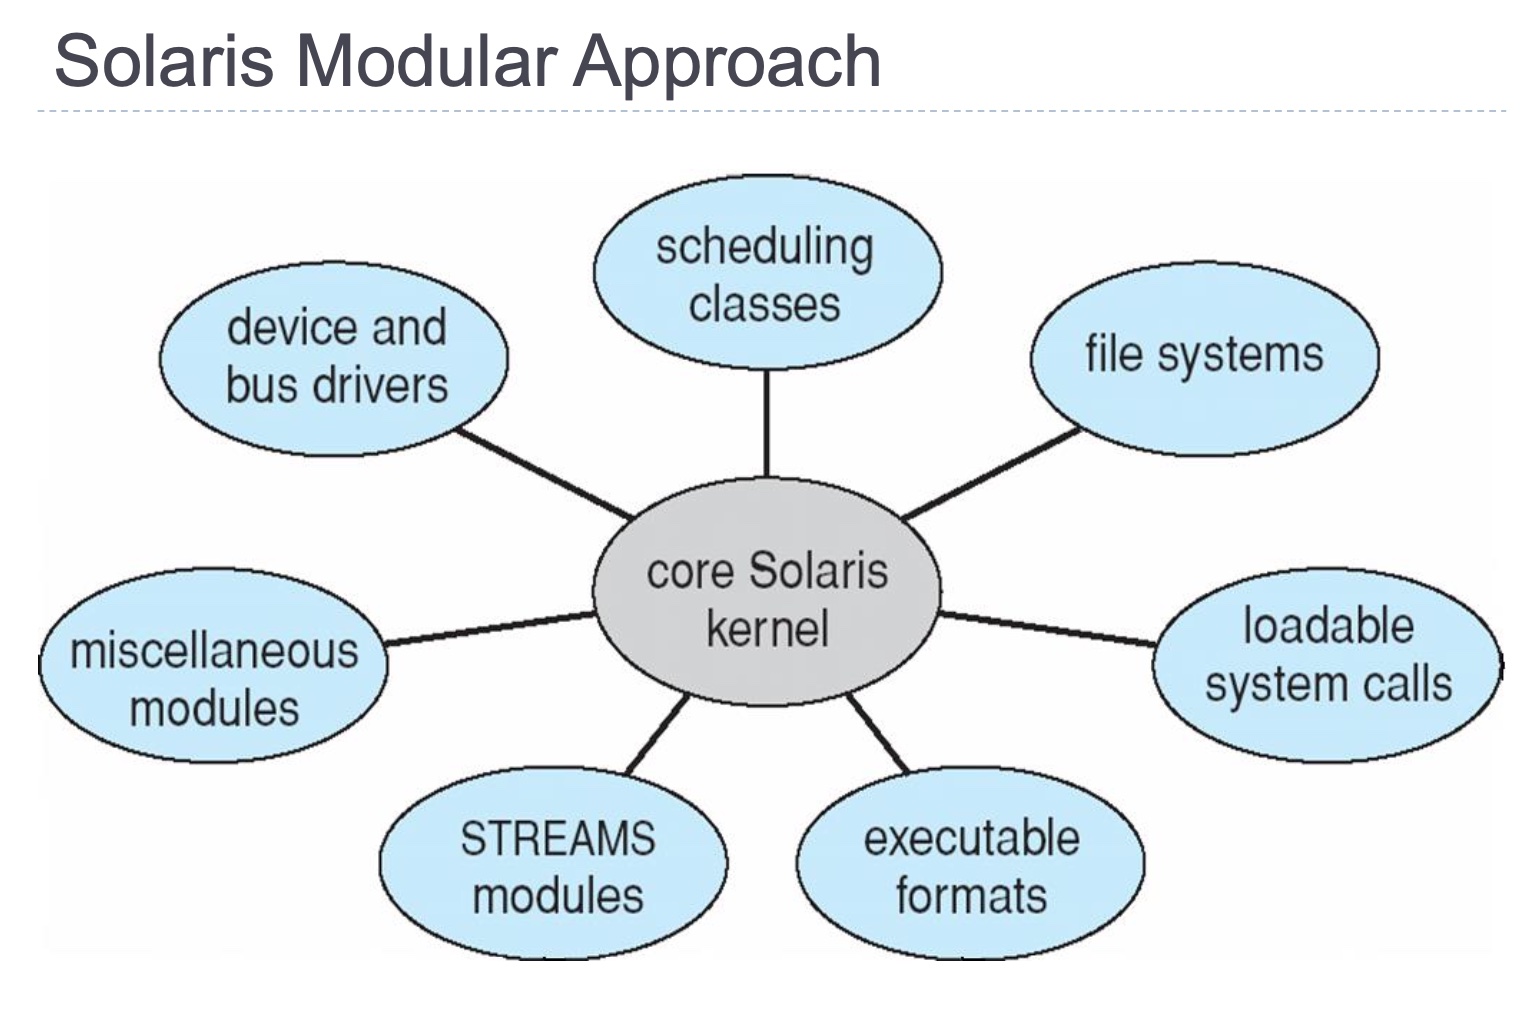 Solaris Modular Approach
scheduling
classes
device and
bus drivers
file systems
core Solaris
kernel
miscellaneous
modules
loadable
system calls
STREAMS
modules
executable
formats